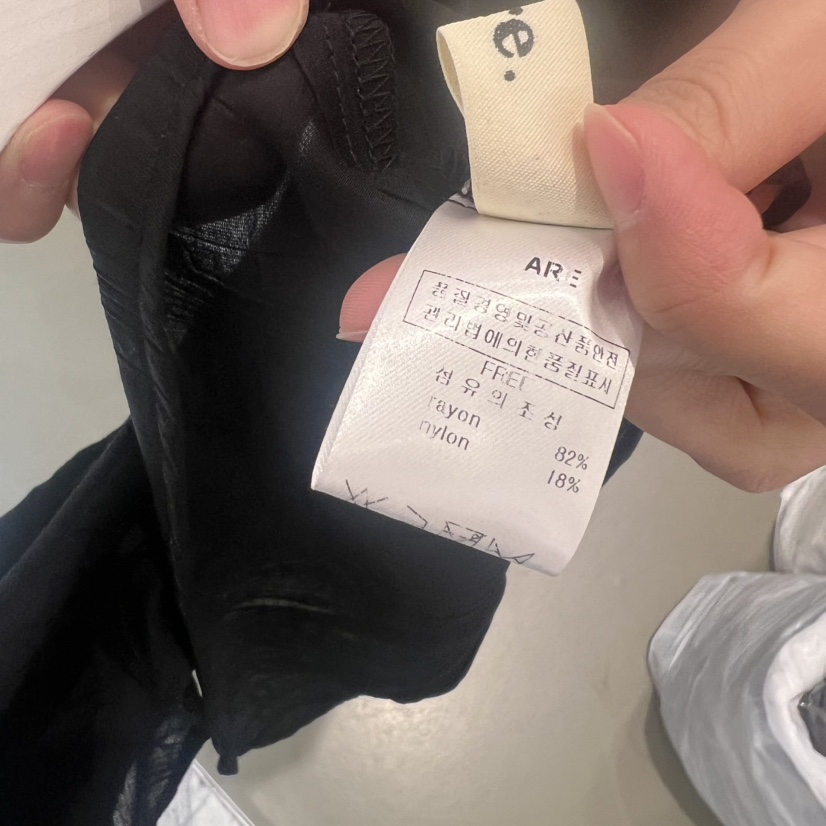 e.
ARE
품질경영및공산품안전
관리법에의한품질표시
FREE
섬유의조성
rayon
nylon
82%
18%